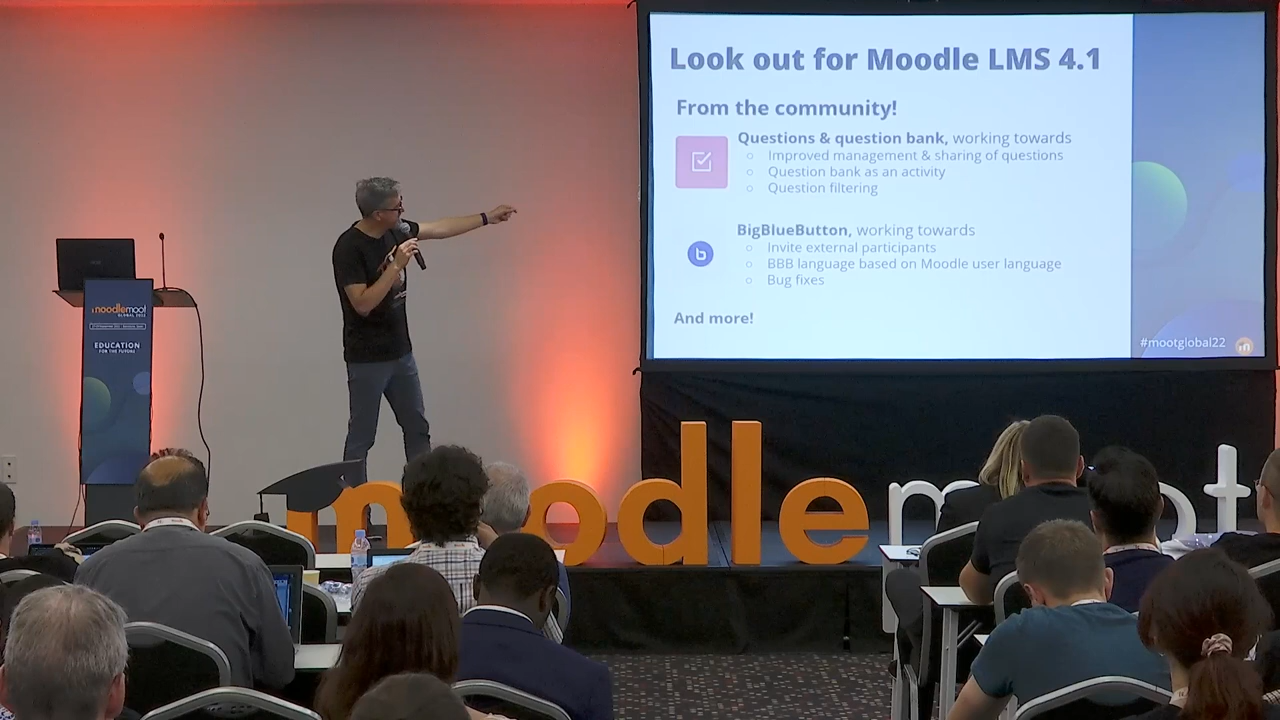 Look out for Moodle LMS 4.1
From the community!
Questions & question bank, working towards
○ Improved management & sharing of questions
○ Question bank as an activity
○ Question filtering
BigBlueButton, working towards
○ Invite external participants
○ BBB language based on Moodle user language
○ Bug fixes
And more!
#mootglobal22
moodlemoot
GLOBAL 2022
EDUCATION
FOR THE FUTURE
moodle